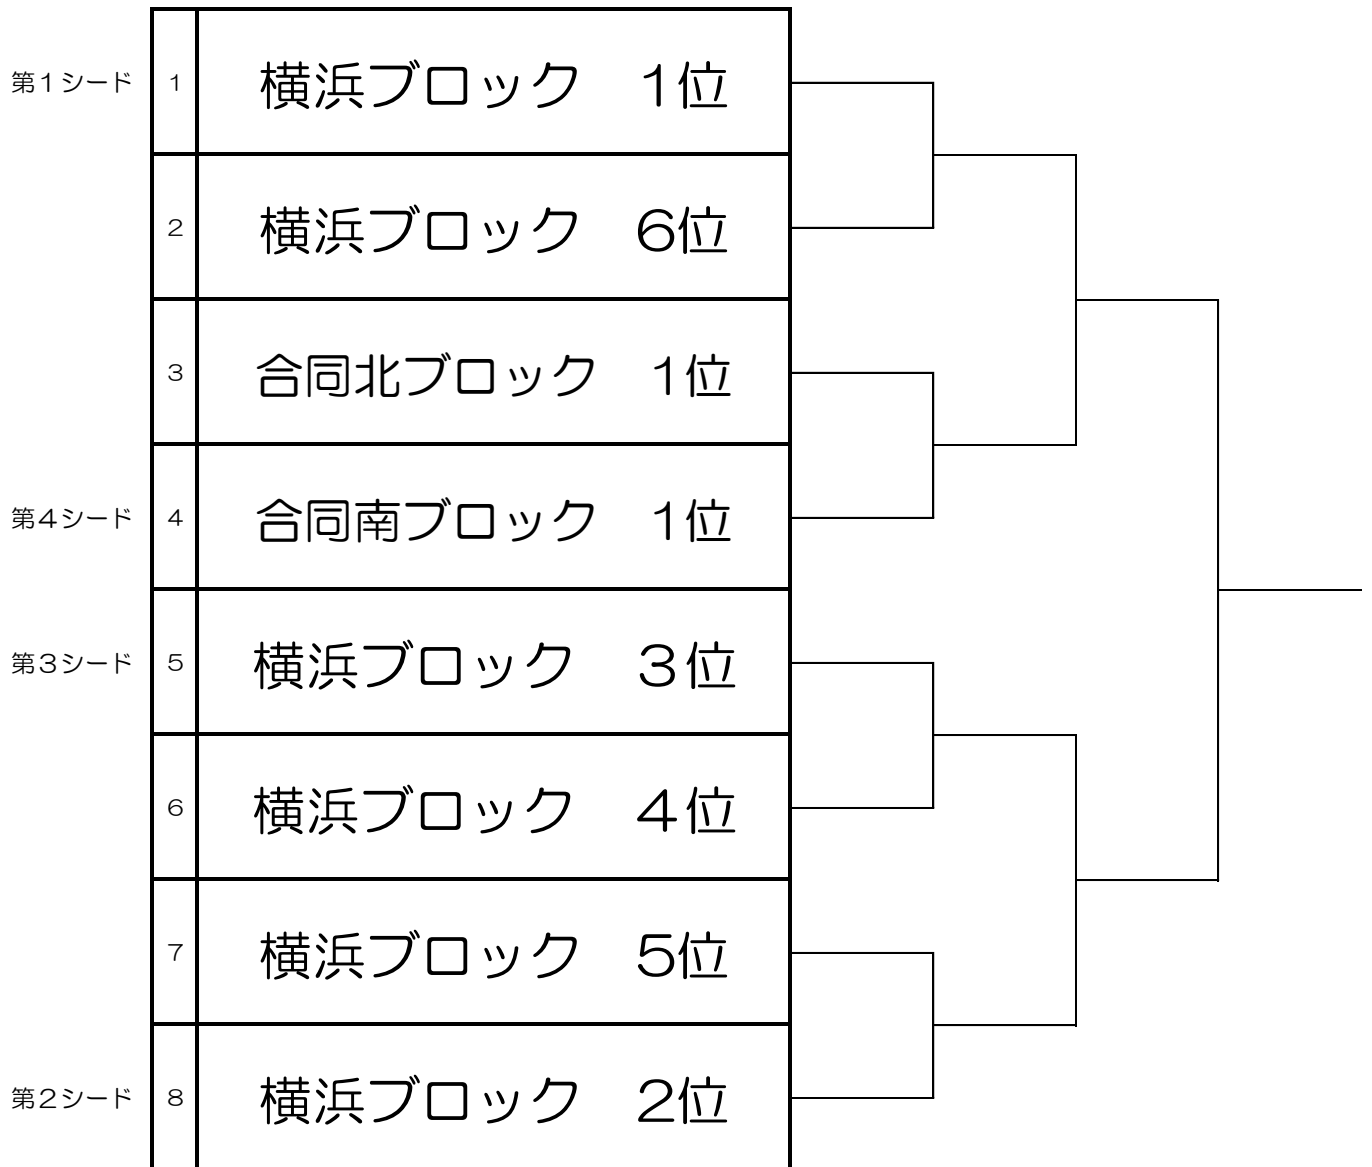 第１シード 1 横浜ブロック　1位
2 横浜ブロック　6位
3 合同北ブロック　1位
第４シード 4 合同南ブロック　1位
第３シード 5 横浜ブロック　３位
6 横浜ブロック　４位
7 横浜ブロック　5位
第２シード 8 横浜ブロック　2位